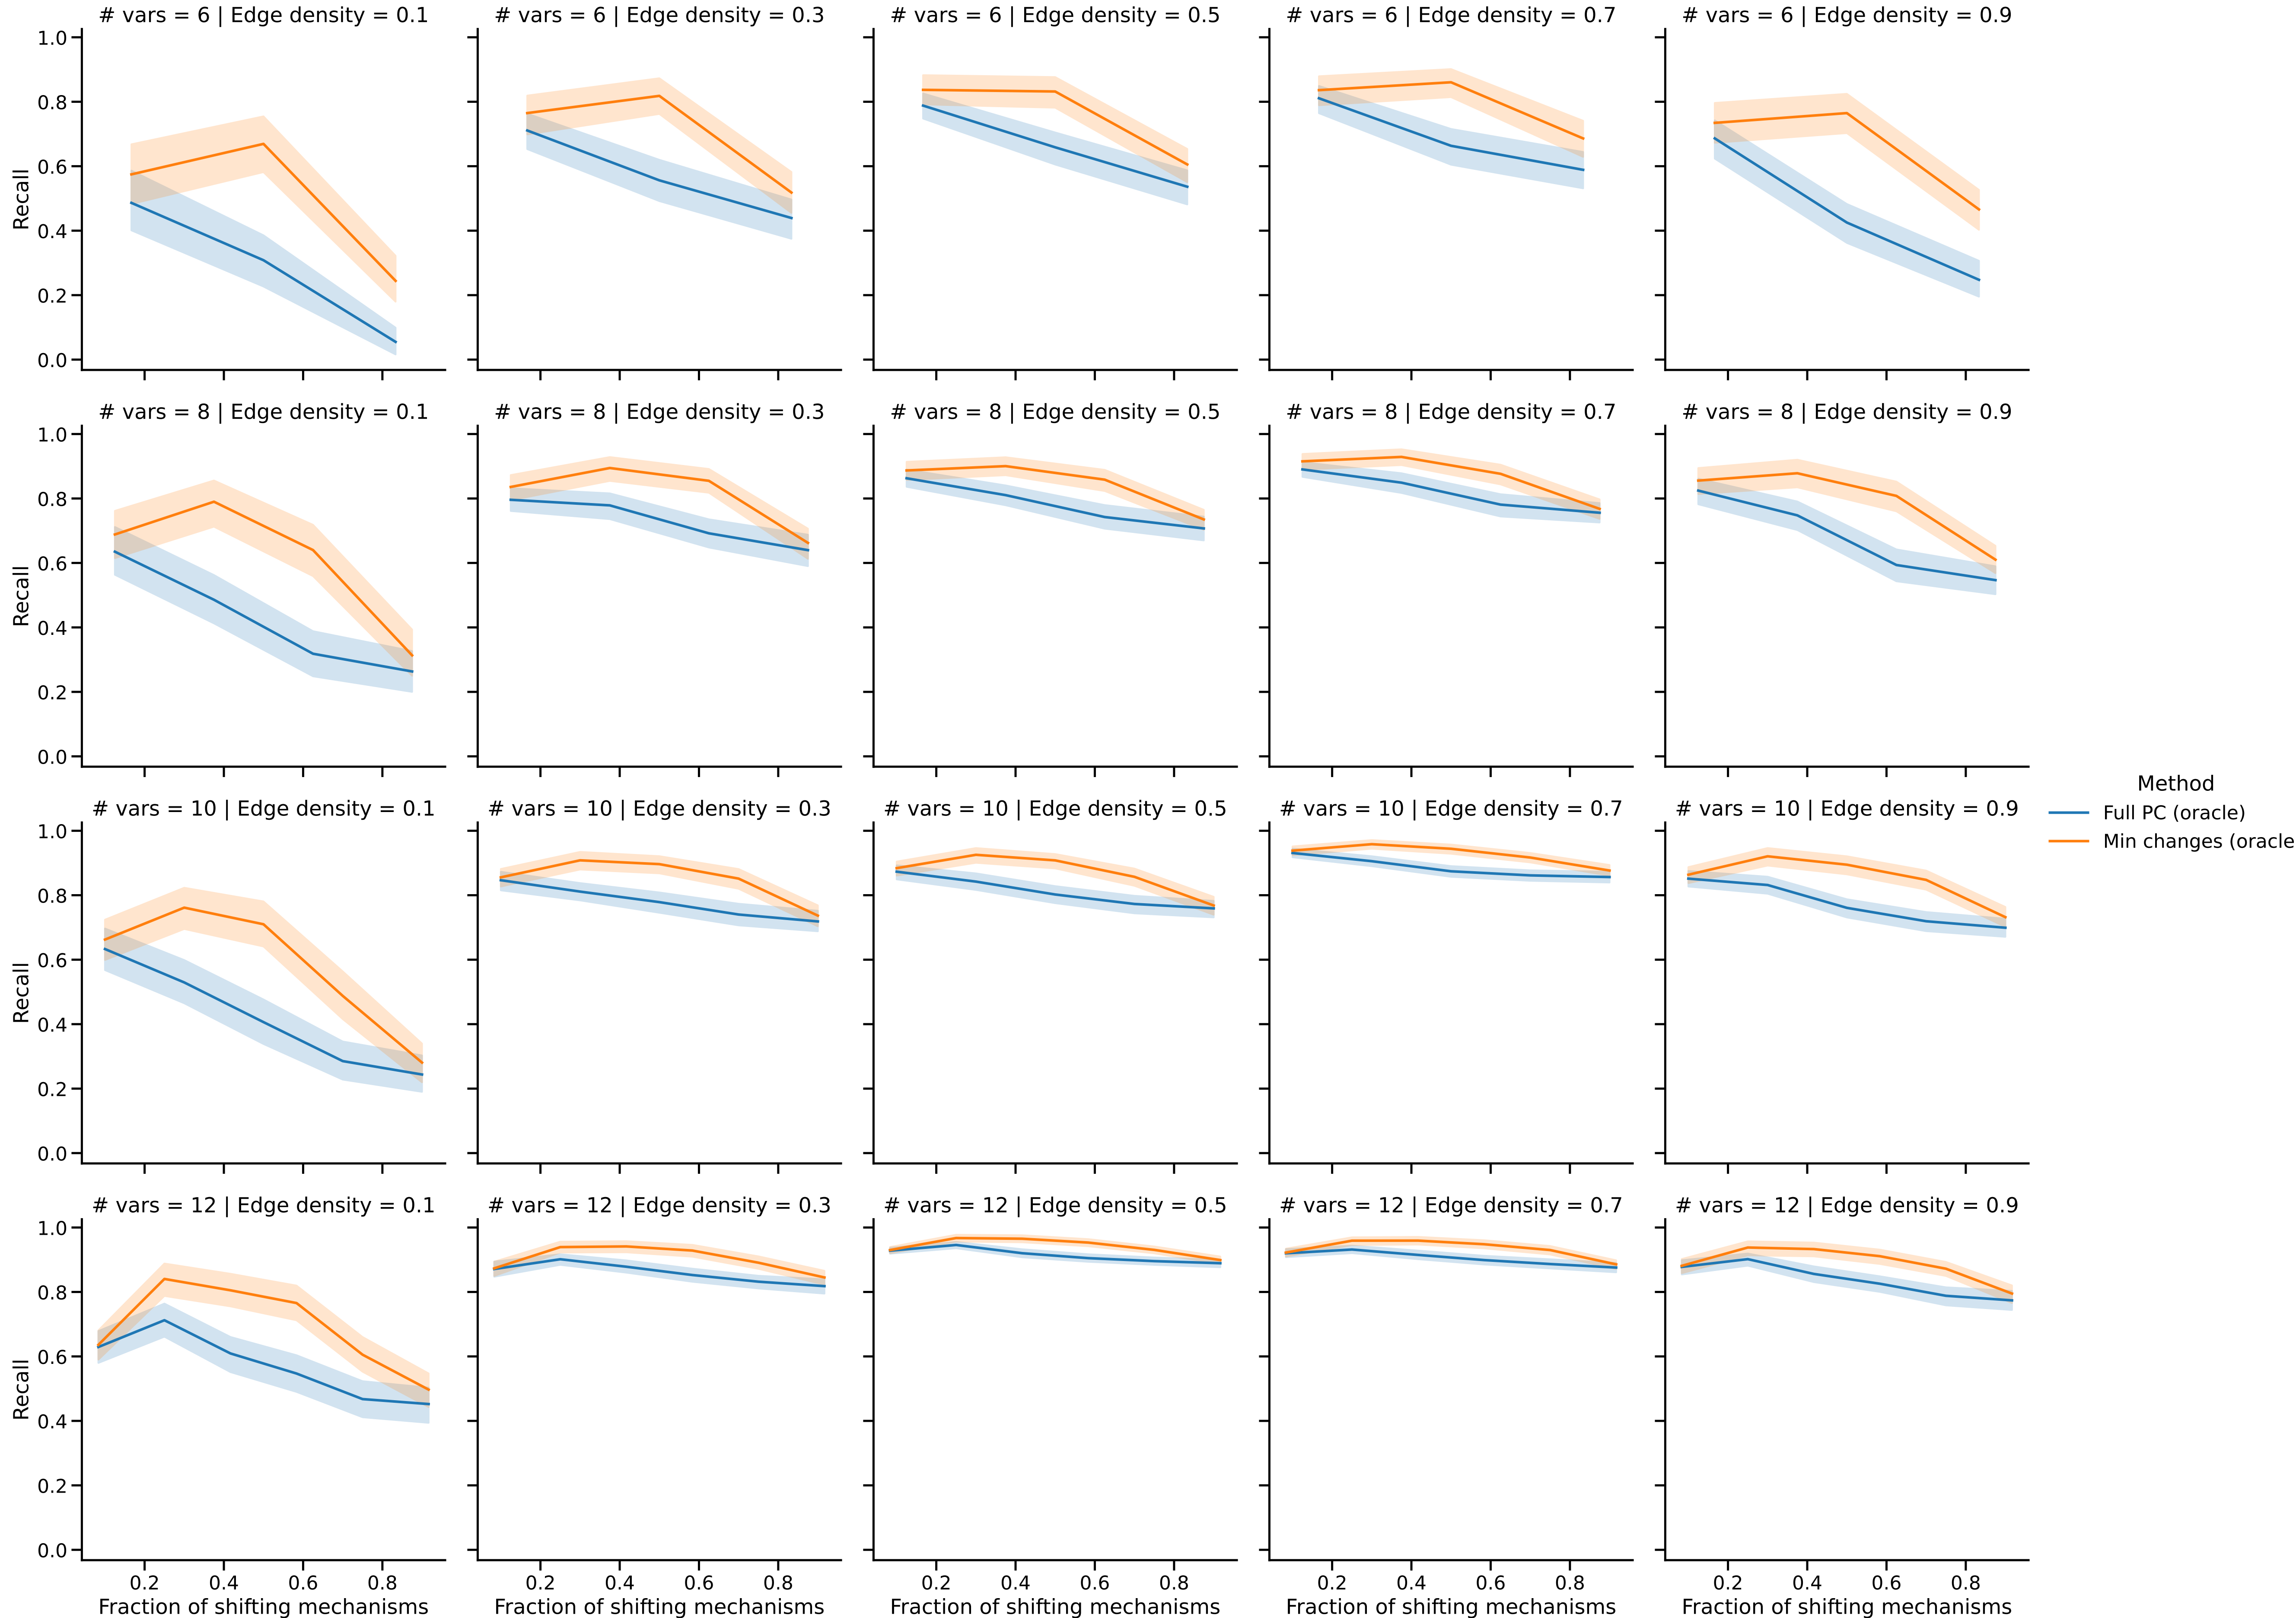 # vars = 6 | Edge density = 0.1
# vars = 6 | Edge density = 0.3
# vars = 6 | Edge density = 0.5
# vars = 6 | Edge density = 0.7
# vars = 6 | Edge density = 0.9
1.0
0.8
0.6
0.4
0.2
0.0
Recall
# vars = 8 | Edge density = 0.1
# vars = 8 | Edge density = 0.3
# vars = 8 | Edge density = 0.5
# vars = 8 | Edge density = 0.7
# vars = 8 | Edge density = 0.9
1.0
0.8
0.6
0.4
0.2
0.0
Recall
Method
Full PC (oracle)
Min changes (oracle
# vars = 10 | Edge density = 0.1
# vars = 10 | Edge density = 0.3
# vars = 10 | Edge density = 0.5
# vars = 10 | Edge density = 0.7
# vars = 10 | Edge density = 0.9
1.0
0.8
0.6
0.4
0.2
0.0
Recall
# vars = 12 | Edge density = 0.1
# vars = 12 | Edge density = 0.3
# vars = 12 | Edge density = 0.5
# vars = 12 | Edge density = 0.7
# vars = 12 | Edge density = 0.9
1.0
0.8
0.6
0.4
0.2
0.0
Recall
0.2 0.4 0.6 0.8
0.2 0.4 0.6 0.8
0.2 0.4 0.6 0.8
0.2 0.4 0.6 0.8
0.2 0.4 0.6 0.8
Fraction of shifting mechanisms
Fraction of shifting mechanisms
Fraction of shifting mechanisms
Fraction of shifting mechanisms
Fraction of shifting mechanisms